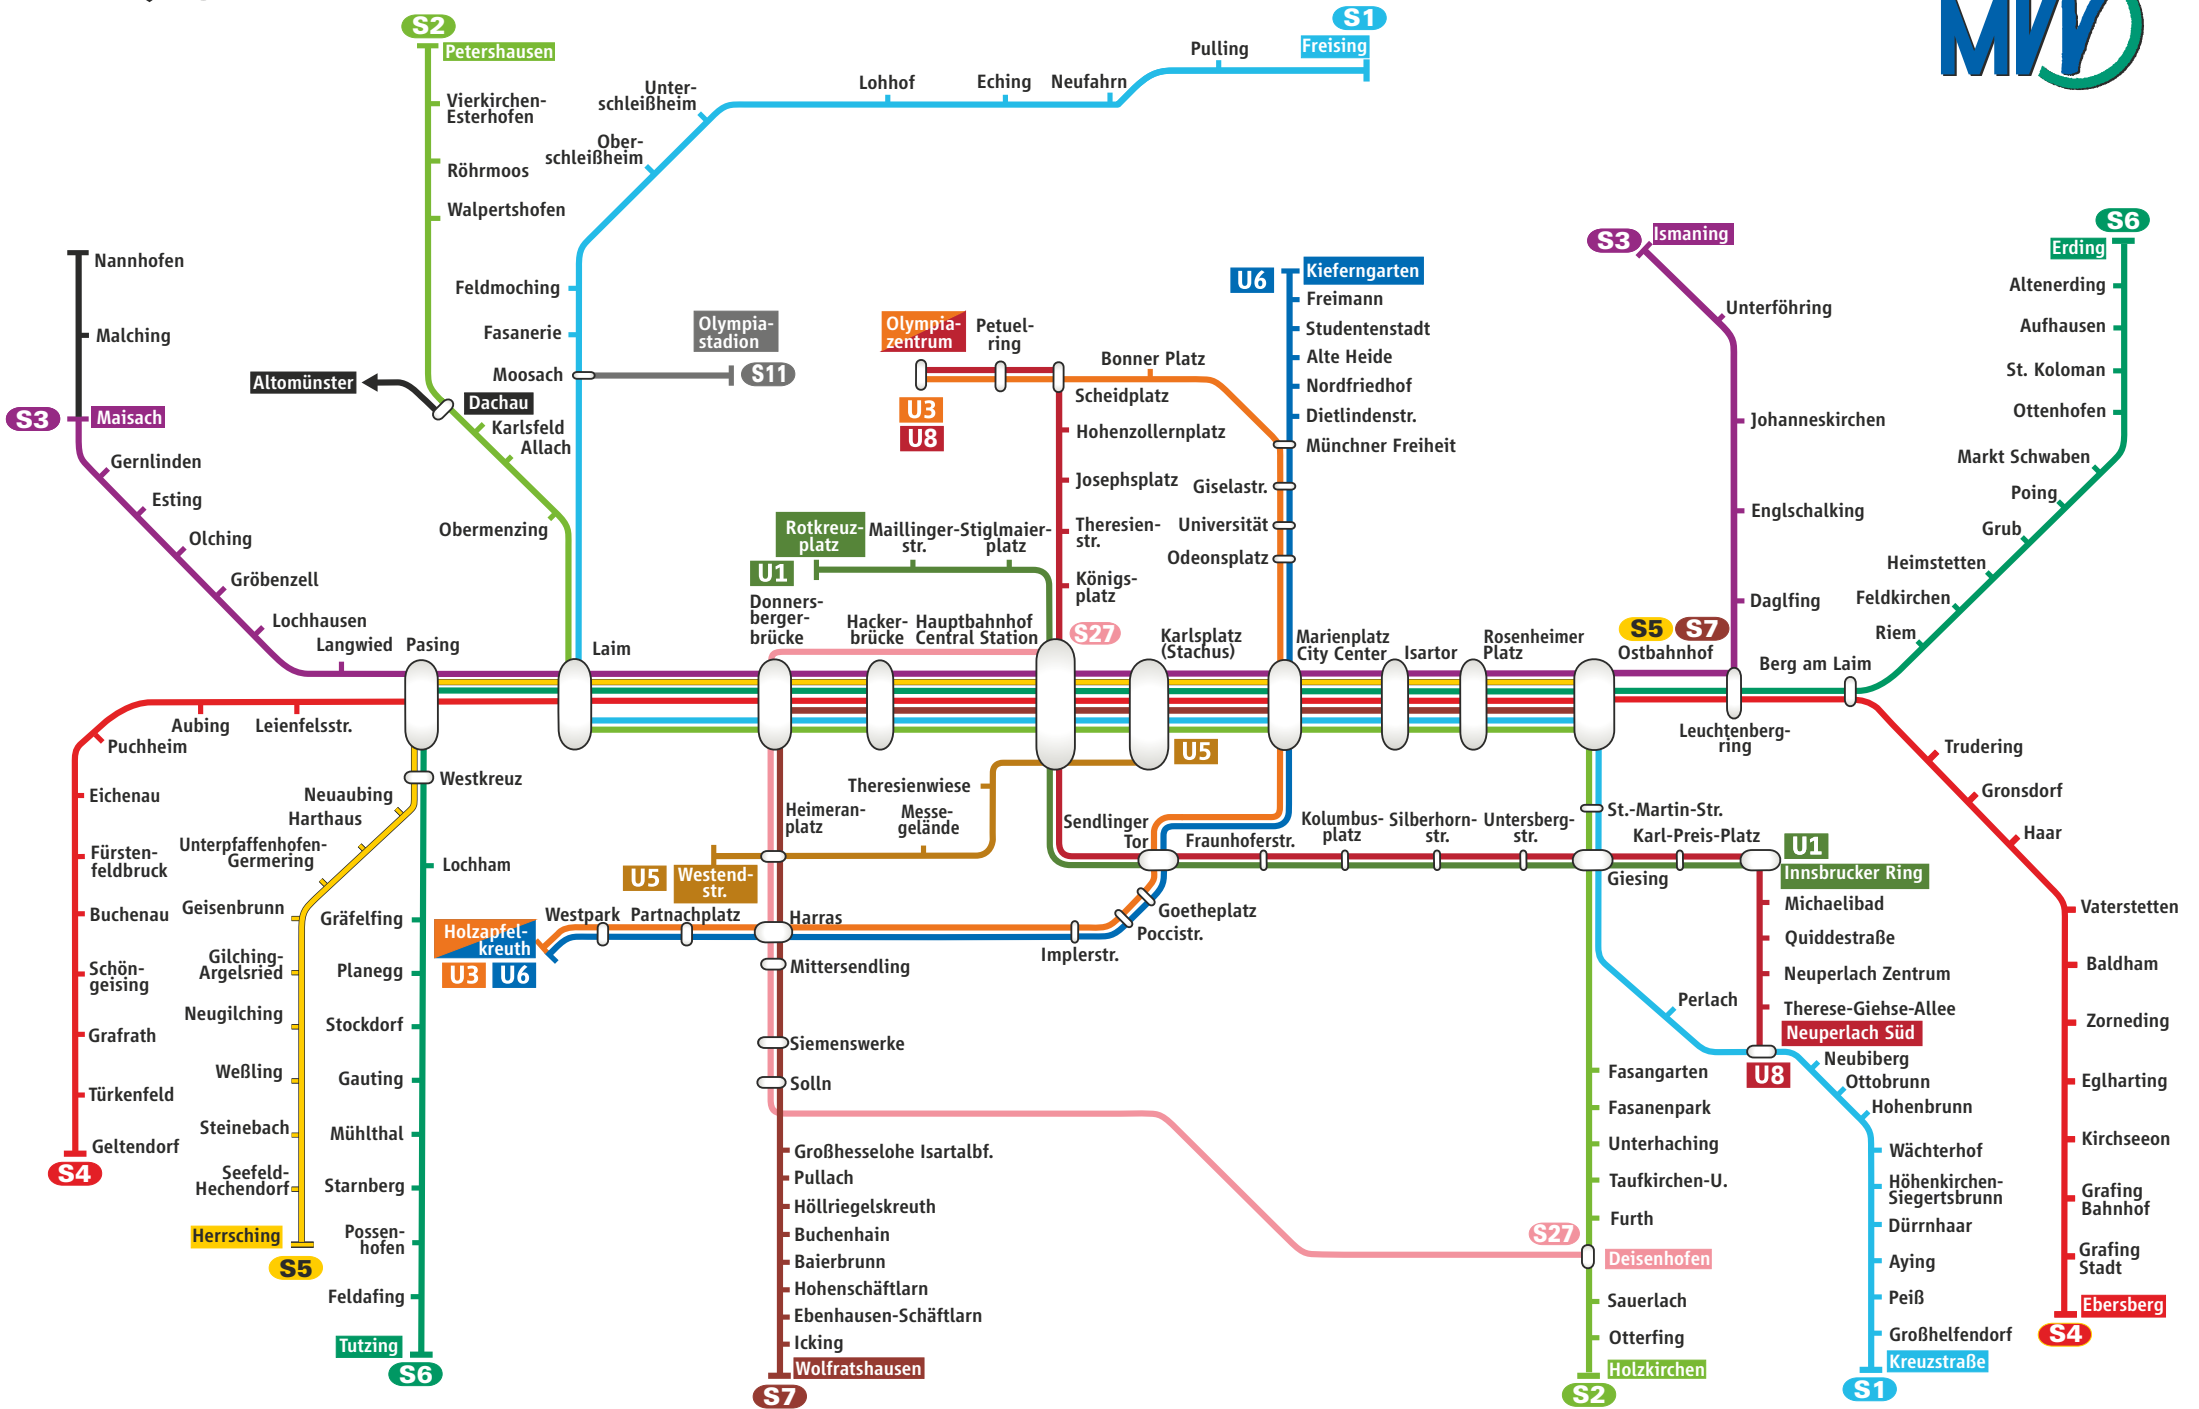 S2
Petershausen
Vierkirchen-
Esterhofen
Röhrmoos
Walpertshofen
S1
Freising
Pulling
Neufahrn
Eching
Lohhof
Unter-
schleißheim
Ober-
schleißheim
Feldmoching
Fasanerie
Moosach
Olympia-
stadion
S11
MVV
Nannhofen
Malching
S3
Maisach
Gernlinden
Esting
Olching
Gröbenzell
Lochhausen
Langwied
Altomünster
Dachau
Karlsfeld
Allach
Obermenzing
Olympia-
zentrum
Petuel-
ring
U3
U8
Scheidplatz
Bonner Platz
Hohenzollernplatz
Josephsplatz
Theresien-
str.
Königs-
platz
U6
Kieferngarten
Freimann
Studentenstadt
Alte Heide
Nordfriedhof
Dietlindenstr.
Münchner Freiheit
Giselastr.
Universität
Odeonsplatz
S3
Ismaning
Unterföhring
Johanneskirchen
Englschalking
Daglfing
S6
Erding
Altenerding
Aufhausen
St. Koloman
Ottenhofen
Markt Schwaben
Poing
Grub
Heimstetten
Feldkirchen
Riem
Berg am Laim
Rotkreuz-
platz
Maillinger-
str.
Stiglmaier-
platz
U1
Pasing
Laim
Donners-
berger-
brücke
Hacker-
brücke
Hauptbahnhof
Central Station
S27
Karlsplatz
(Stachus)
Marienplatz
City Center
Isartor
Rosenheimer
Platz
S5
S7
Ostbahnhof
Leuchtenberg-
ring
Aubing
Leienfelsstr.
Puchheim
Eichenau
Fürsten-
feldbruck
Buchenau
Schön-
geising
Grafrath
Türkenfeld
Geltendorf
S4
Westkreuz
Neuaubing
Harthaus
Unterpfaffenhofen-
Germering
Geisenbrunn
Gilching-
Argelsried
Neugilching
Weßling
Steinebach
Seefeld-
Hechendorf
Herrsching
S5
Lochham
Gräfelfing
Planegg
Stockdorf
Gauting
Mühlthal
Starnberg
Possen-
hofen
Feldafing
Tutzing
S6
U5
Theresienwiese
Messe-
gelände
Heimeran-
platz
U5
Westend-
str.
Holzapfel-
kreuth
U3
U6
Westpark
Partnachplatz
Harras
Mittersendling
Siemenswerke
Solln
Großhesselohe Isartalbf.
Pullach
Höllriegelskreuth
Buchenhain
Baierbrunn
Hohenschäftlarn
Ebenhausen-Schäftlarn
Icking
Wolfratshausen
S7
Implerstr.
Poccistr.
Goetheplatz
Sendlinger
Tor
Fraunhoferstr.
Kolumbus-
platz
Silberhorn-
str.
Untersberg-
str.
St.-Martin-Str.
Giesing
Karl-Preis-Platz
U1
Innsbrucker Ring
Michaelibad
Quiddestraße
Neuperlach Zentrum
Therese-Giehse-Allee
Neuperlach Süd
U8
Perlach
Neubiberg
Ottobrunn
Hohenbrunn
Wächterhof
Höhenkirchen-
Siegertsbrunn
Dürrnhaar
Aying
Peiß
Großhelfendorf
Kreuzstraße
S1
Fasangarten
Fasanenpark
Unterhaching
Taufkirchen-U.
Furth
S27
Deisenhofen
Sauerlach
Otterfing
Holzkirchen
S2
Trudering
Gronsdorf
Haar
Vaterstetten
Baldham
Zorneding
Eglharting
Kirchseeon
Grafing
Bahnhof
Grafing
Stadt
Ebersberg
S4